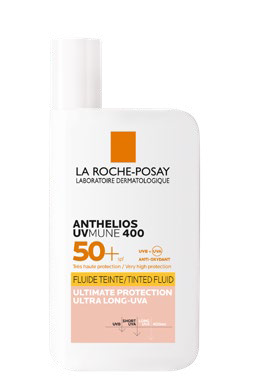 LA ROCHE-POSAY
LABORATOIRE DERMATOLOGIQUE
ANTHELIOS
UVMUNE 400
50+
UVB + UVA
ANTI-OXYDANT
Très haute protection / Very high protection
FLUIDE TEINTE/TINTED FLUID
ULTIMATE PROTECTION
ULTRA LONG-UVA
SHORT
LONG
UVB
UVA